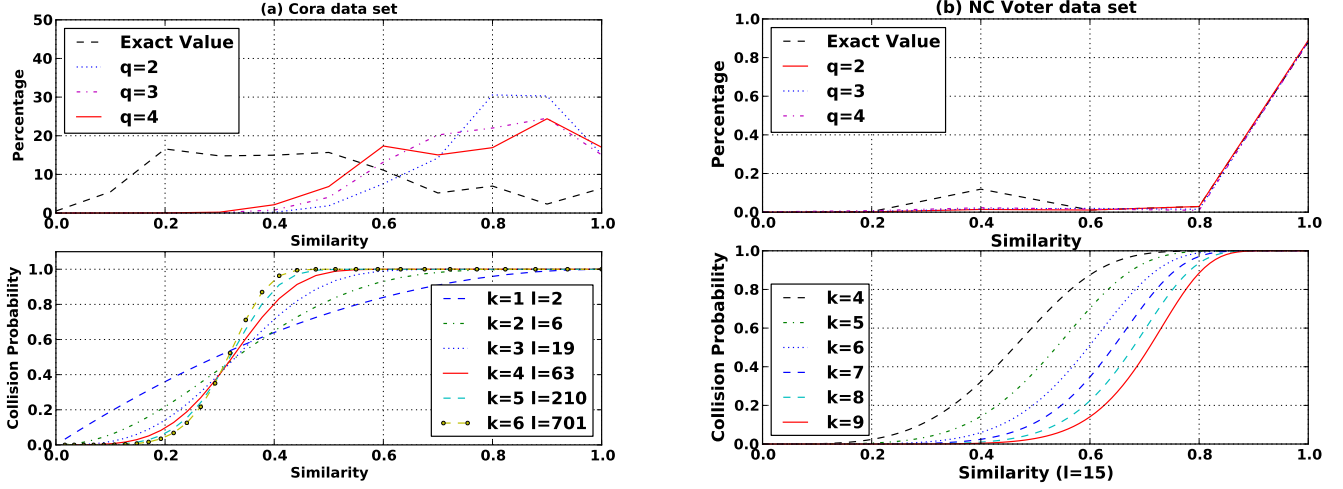 (a) Cora data set
50
40
30
20
10
0
Percentage
Exact Value
q=2
q=3
q=4
0.2 0.4 0.6 0.8 1.0
0.0
Similarity
1.0
0.8
0.6
0.4
0.2
0.0
Collision Probability
k=1 l=2
k=2 l=6
k=3 l=19
k=4 l=63
k=5 l=210
k=6 l=701
0.0 0.2 0.4 0.6 0.8 1.0
Similarity
(b) NC Voter data set
1.0
0.8
0.6
0.4
0.2
0.0
Percentage
Exact Value
q=2
q=3
q=4
0.0 0.2 0.4 0.6 0.8 1.0
Similarity
1.0
0.8
0.6
0.4
0.2
0.0
Collision Probability
k=4
k=5
k=6
k=7
k=8
k=9
0.0 0.2 0.4 0.6 0.8 1.0
Similarity (l=15)